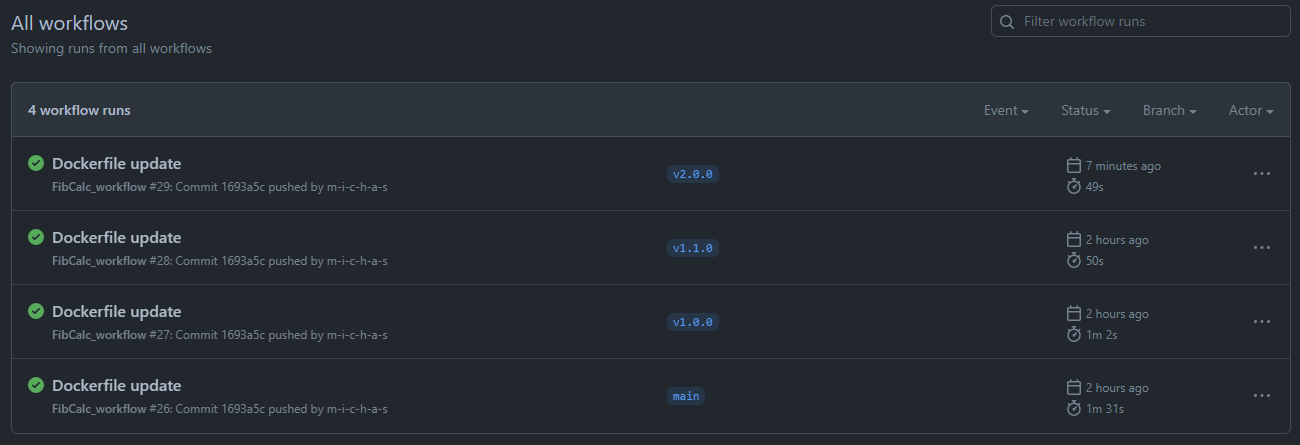 All workflows
Filter workflow runs
Showing runs from all workflows
4 workflow runs
Event
Status
Branch
Actor
Dockerfile update
FibCalc_workflow #29: Commit 1693a5c pushed by m-i-c-h-a-s
v2.0.0
7 minutes ago
49s
Dockerfile update
FibCalc_workflow #28: Commit 1693a5c pushed by m-i-c-h-a-s
v1.1.0
2 hours ago
50s
Dockerfile update
FibCalc_workflow #27: Commit 1693a5c pushed by m-i-c-h-a-s
v1.0.0
2 hours ago
1m 2s
Dockerfile update
FibCalc_workflow #26: Commit 1693a5c pushed by m-i-c-h-a-s
main
2 hours ago
1m 31s